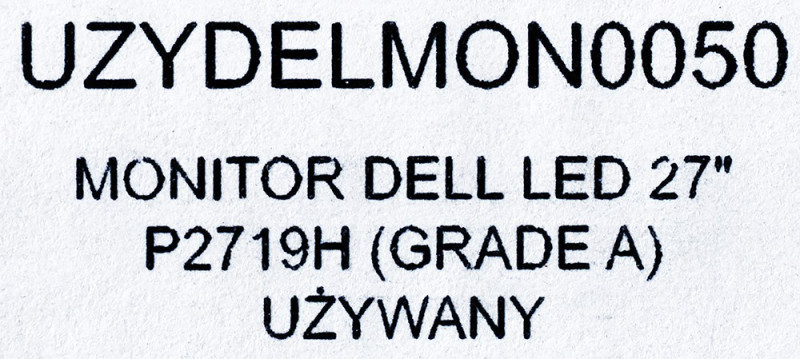 UZYDELMON0050
MONITOR DELL LED 27"
P2719H (GRADE A)
UŻYWANY